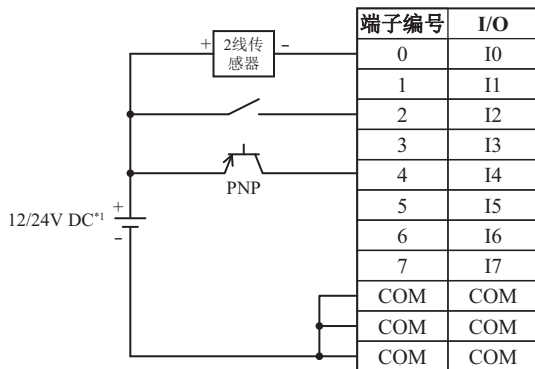 端子编号 I/O
0 I0
1 I1
2 I2
3 I3
4 I4
5 I5
6 I6
7 I7
COM COM
COM COM
COM COM
+ 2线传感器 -
PNP
+
12/24V DC*1
-